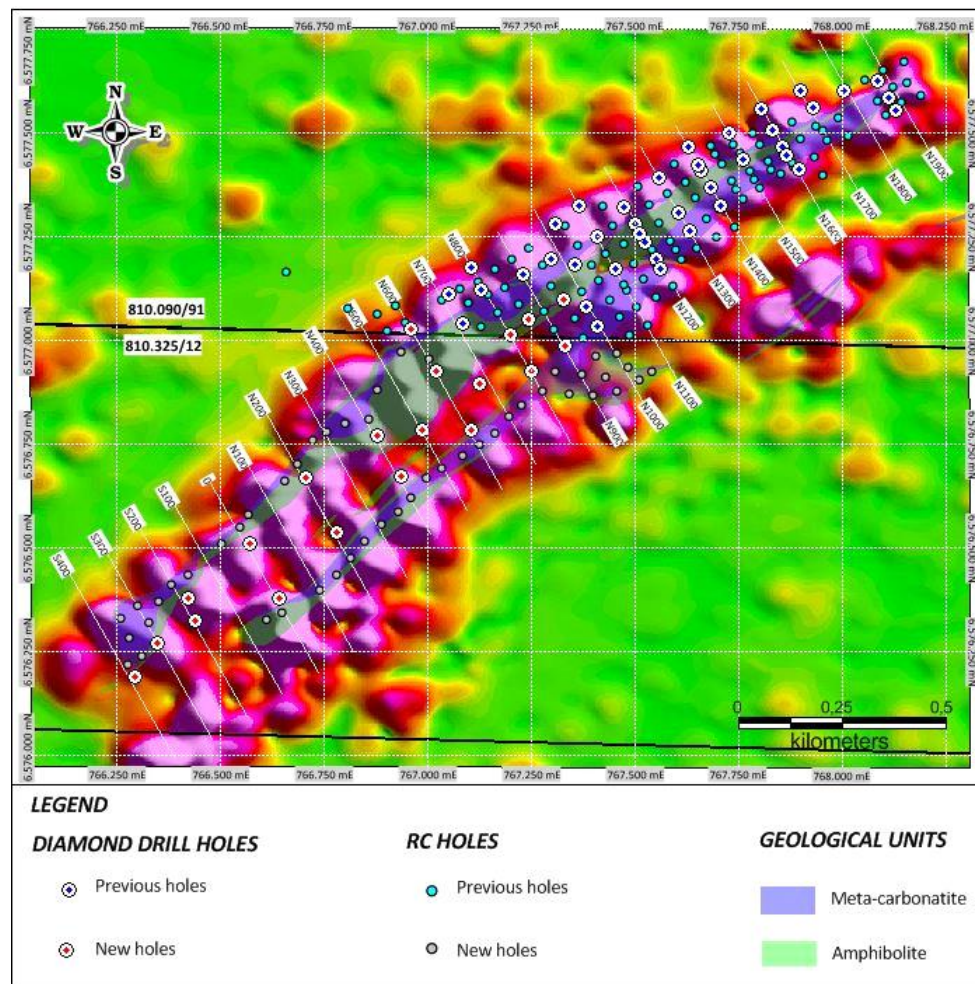 766.250 mE 766.500 mE 766.750 mE 767.000 mE 767.250 mE 767.500 mE 767.750 mE 768.000 mE 768.250 mE
6.577.750 mN
6.577.500 mN
6.577.250 mN
6.577.000 mN
6.576.750 mN
6.576.500 mN
6.576.250 mN
6.576.000 mN
N
W E
S
810.090/91
810.325/12
N1900
N1800
N1700
N1600
N1500
N1400
N1300
N1200
N1100
N1000
N900
N800
N700
N600
N400
N300
N200
N100
0
S100
S200
S300
S400
0 0,25 0,5
kilometers
6.576.250 mN
766.250 mE 766.500 mE 766.750 mE 767.000 mE 767.250 mE 767.500 mE 767.750 mE 768.000 mE
LEGEND
DIAMOND DRILL HOLES RC HOLES GEOLOGICAL UNITS
Previous holes Previous holes Meta-carbonatite
New holes New holes Amphibolite